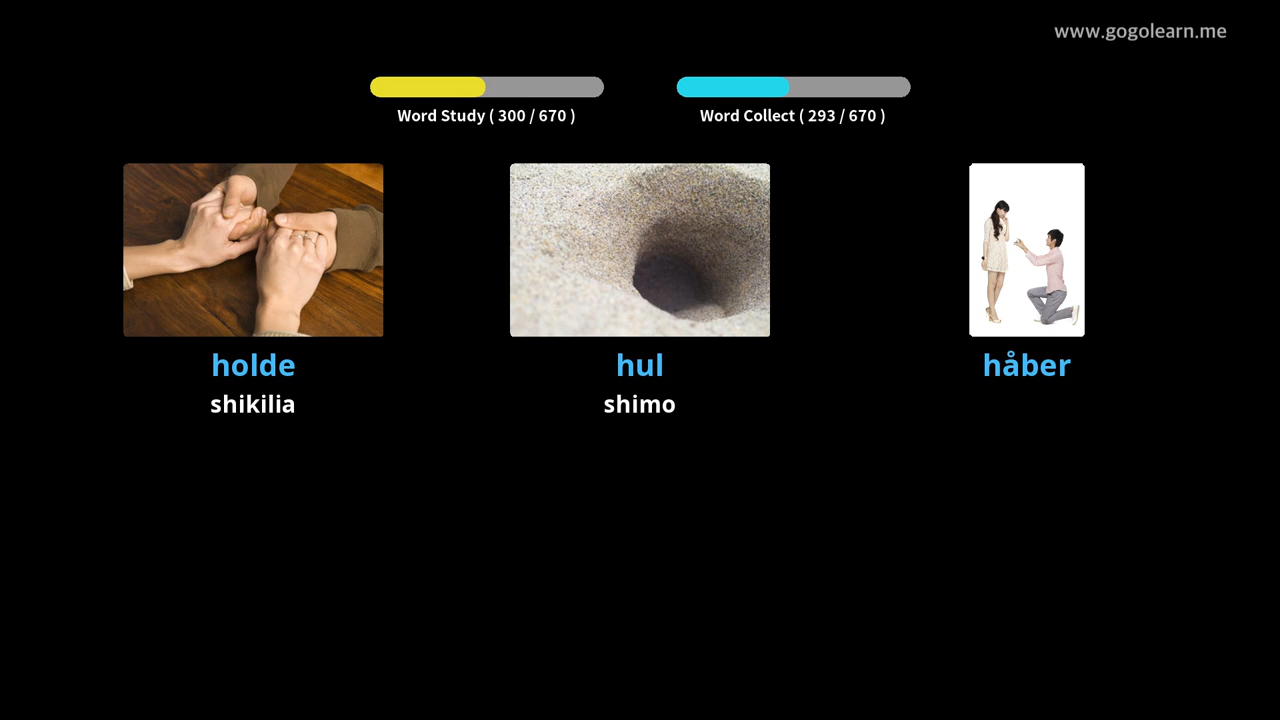 www.gogolearn.me
Word Study ( 300 / 670 )
Word Collect ( 293 / 670 )
holde
shikilia
hul
shimo
håber